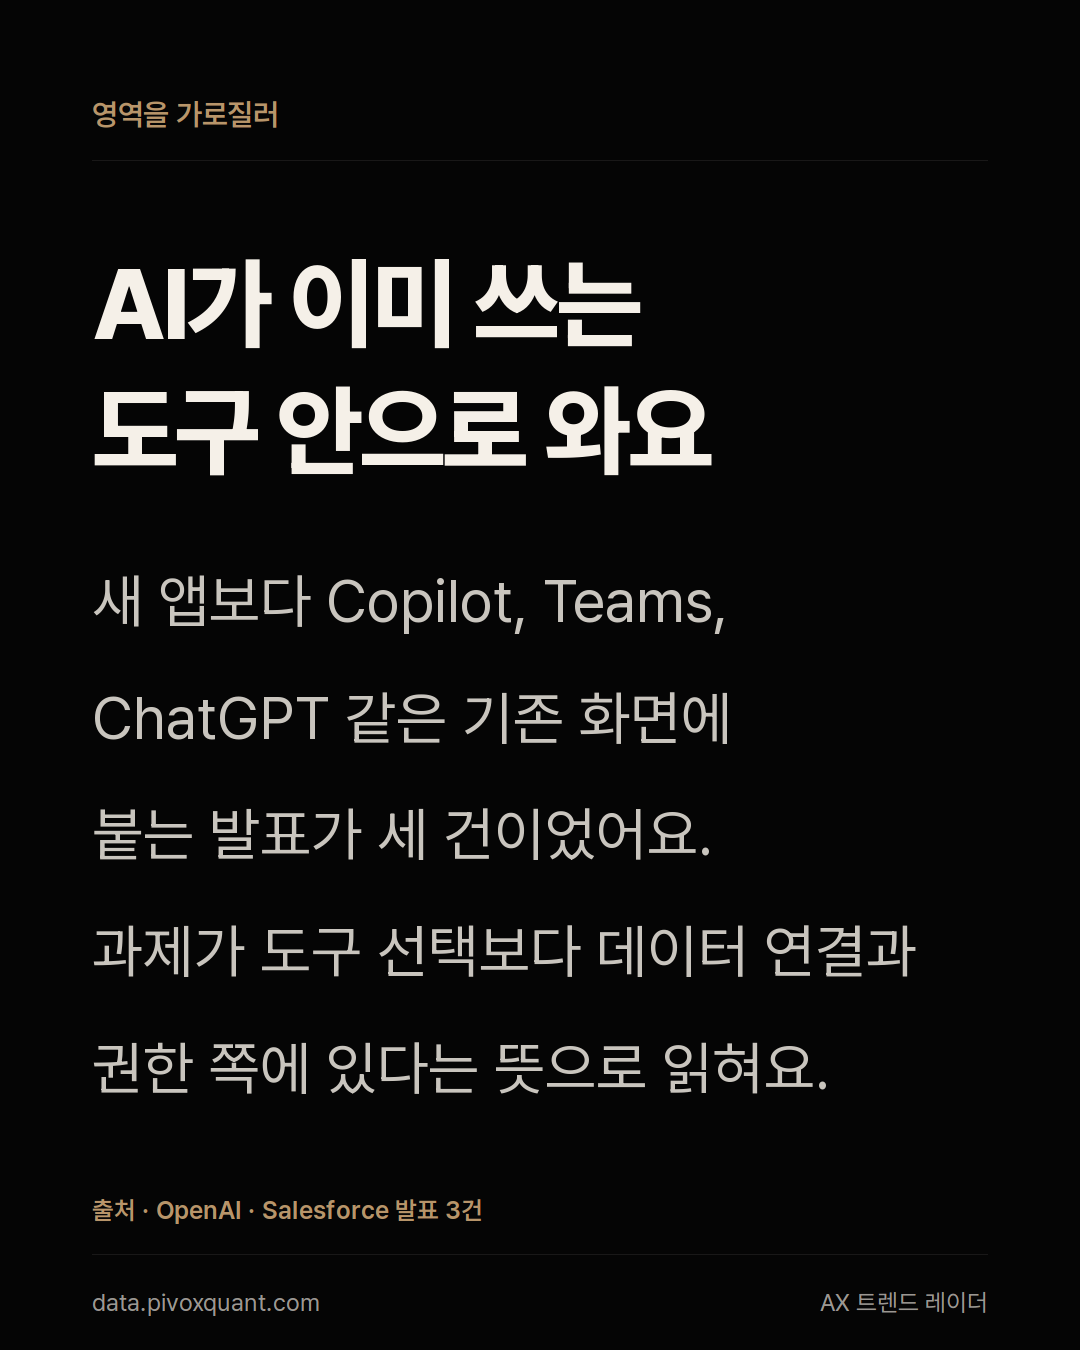 영역을 가로질러
AI가 이미 쓰는
도구 안으로 와요
새 앱보다 Copilot, Teams,
ChatGPT 같은 기존 화면에
붙는 발표가 세 건이었어요.
과제가 도구 선택보다 데이터 연결과
권한 쪽에 있다는 뜻으로 읽혀요.
출처 · OpenAI · Salesforce 발표 3건
data.pivoxquant.com
AX 트렌드 레이더